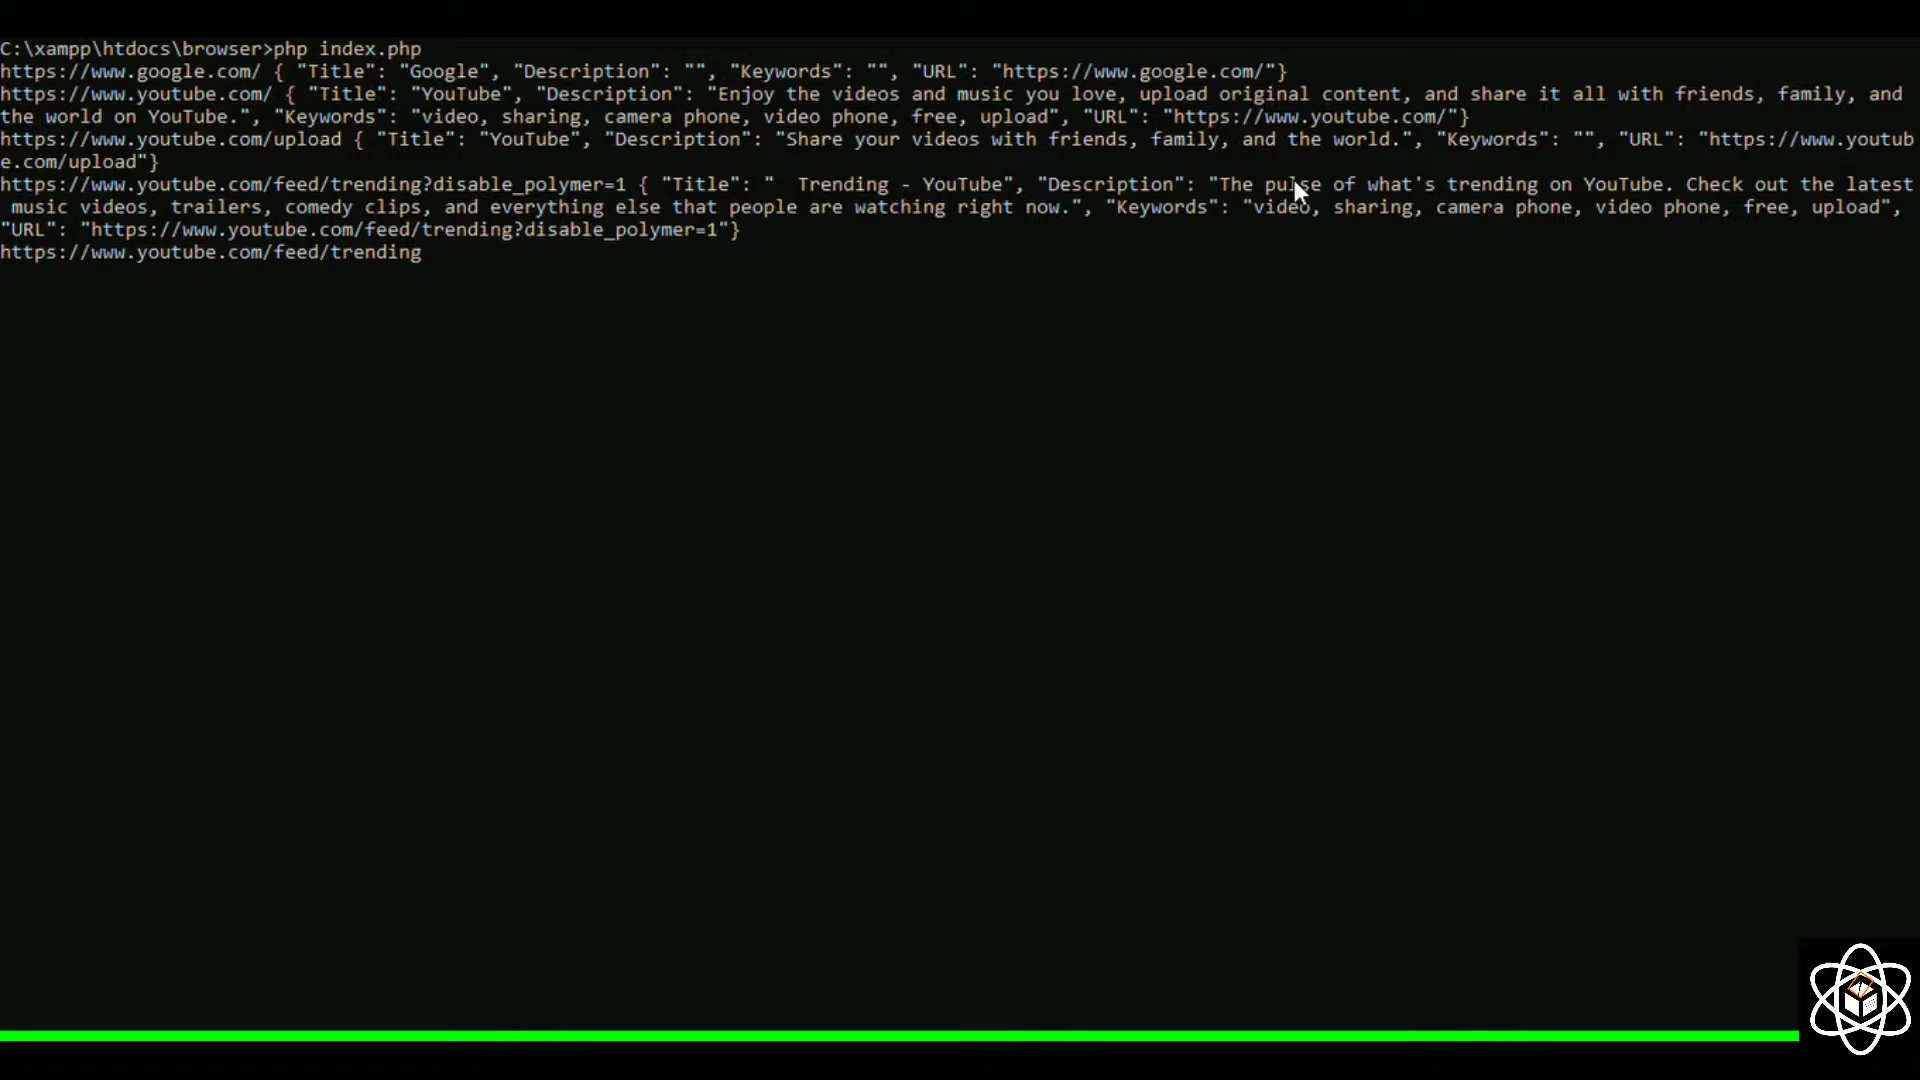 C:\xampp\htdocs\browser>php index.php
https://www.google.com/ { "Title": "Google", "Description": "", "Keywords": "", "URL": "https://www.google.com/"}
https://www.youtube.com/ { "Title": "YouTube", "Description": "Enjoy the videos and music you love, upload original content, and share it all with friends, family, and
the world on YouTube.", "Keywords": "video, sharing, camera phone, video phone, free, upload", "URL": "https://www.youtube.com/"}
https://www.youtube.com/upload { "Title": "YouTube", "Description": "Share your videos with friends, family, and the world.", "Keywords": "", "URL": "https://www.youtub
e.com/upload"}
https://www.youtube.com/feed/trending?disable_polymer=1 { "Title": "  Trending - YouTube", "Description": "The pulse of what's trending on YouTube. Check out the latest
 music videos, trailers, comedy clips, and everything else that people are watching right now.", "Keywords": "video, sharing, camera phone, video phone, free, upload",
"URL": "https://www.youtube.com/feed/trending?disable_polymer=1"}
https://www.youtube.com/feed/trending